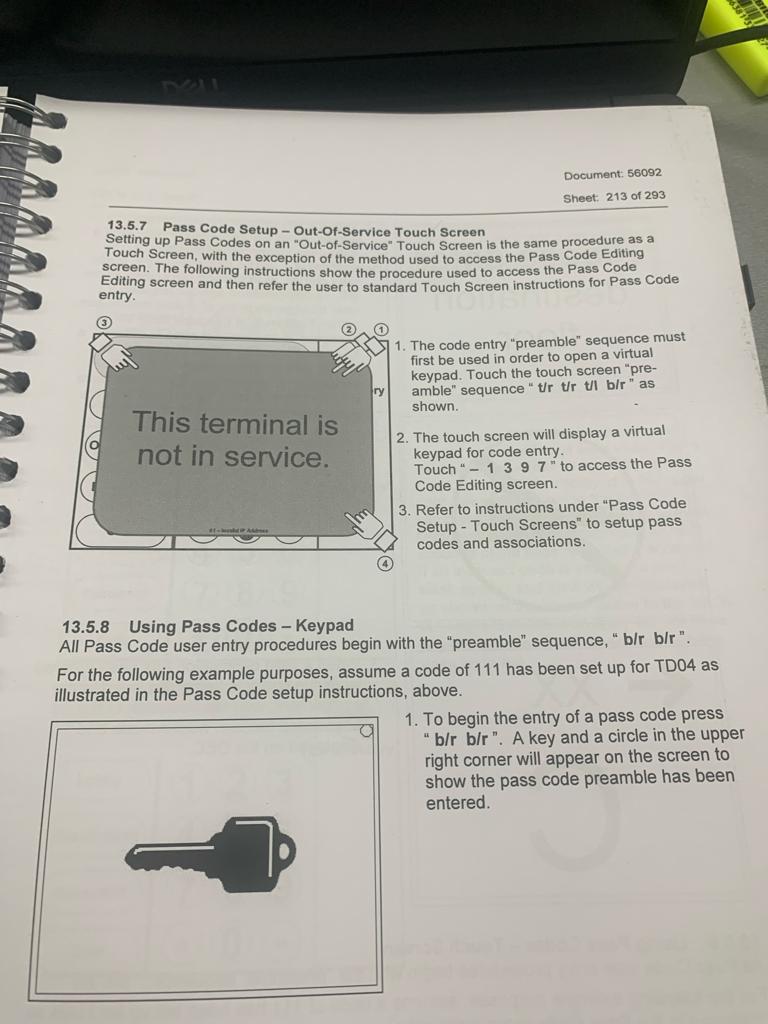 DELL
Document: 56092
Sheet: 213 of 293
13.5.7 Pass Code Setup – Out-Of-Service Touch Screen
Setting up Pass Codes on an "Out-of-Service" Touch Screen is the same procedure as a
Touch Screen, with the exception of the method used to access the Pass Code Editing
screen. The following instructions show the procedure used to access the Pass Code
Editing screen and then refer the user to standard Touch Screen instructions for Pass Code
entry.
3
2
1
ry
This terminal is
not in service.
#1 – Invalid IP Address
4
1. The code entry "preamble" sequence must
first be used in order to open a virtual
keypad. Touch the touch screen "pre-
amble" sequence " t/r t/r t/l b/r " as
shown.
2. The touch screen will display a virtual
keypad for code entry.
Touch " – 1 3 9 7 " to access the Pass
Code Editing screen.
3. Refer to instructions under "Pass Code
Setup - Touch Screens" to setup pass
codes and associations.
13.5.8 Using Pass Codes – Keypad
All Pass Code user entry procedures begin with the "preamble" sequence, " b/r b/r ".
For the following example purposes, assume a code of 111 has been set up for TD04 as
illustrated in the Pass Code setup instructions, above.
1. To begin the entry of a pass code press
" b/r b/r ". A key and a circle in the upper
right corner will appear on the screen to
show the pass code preamble has been
entered.